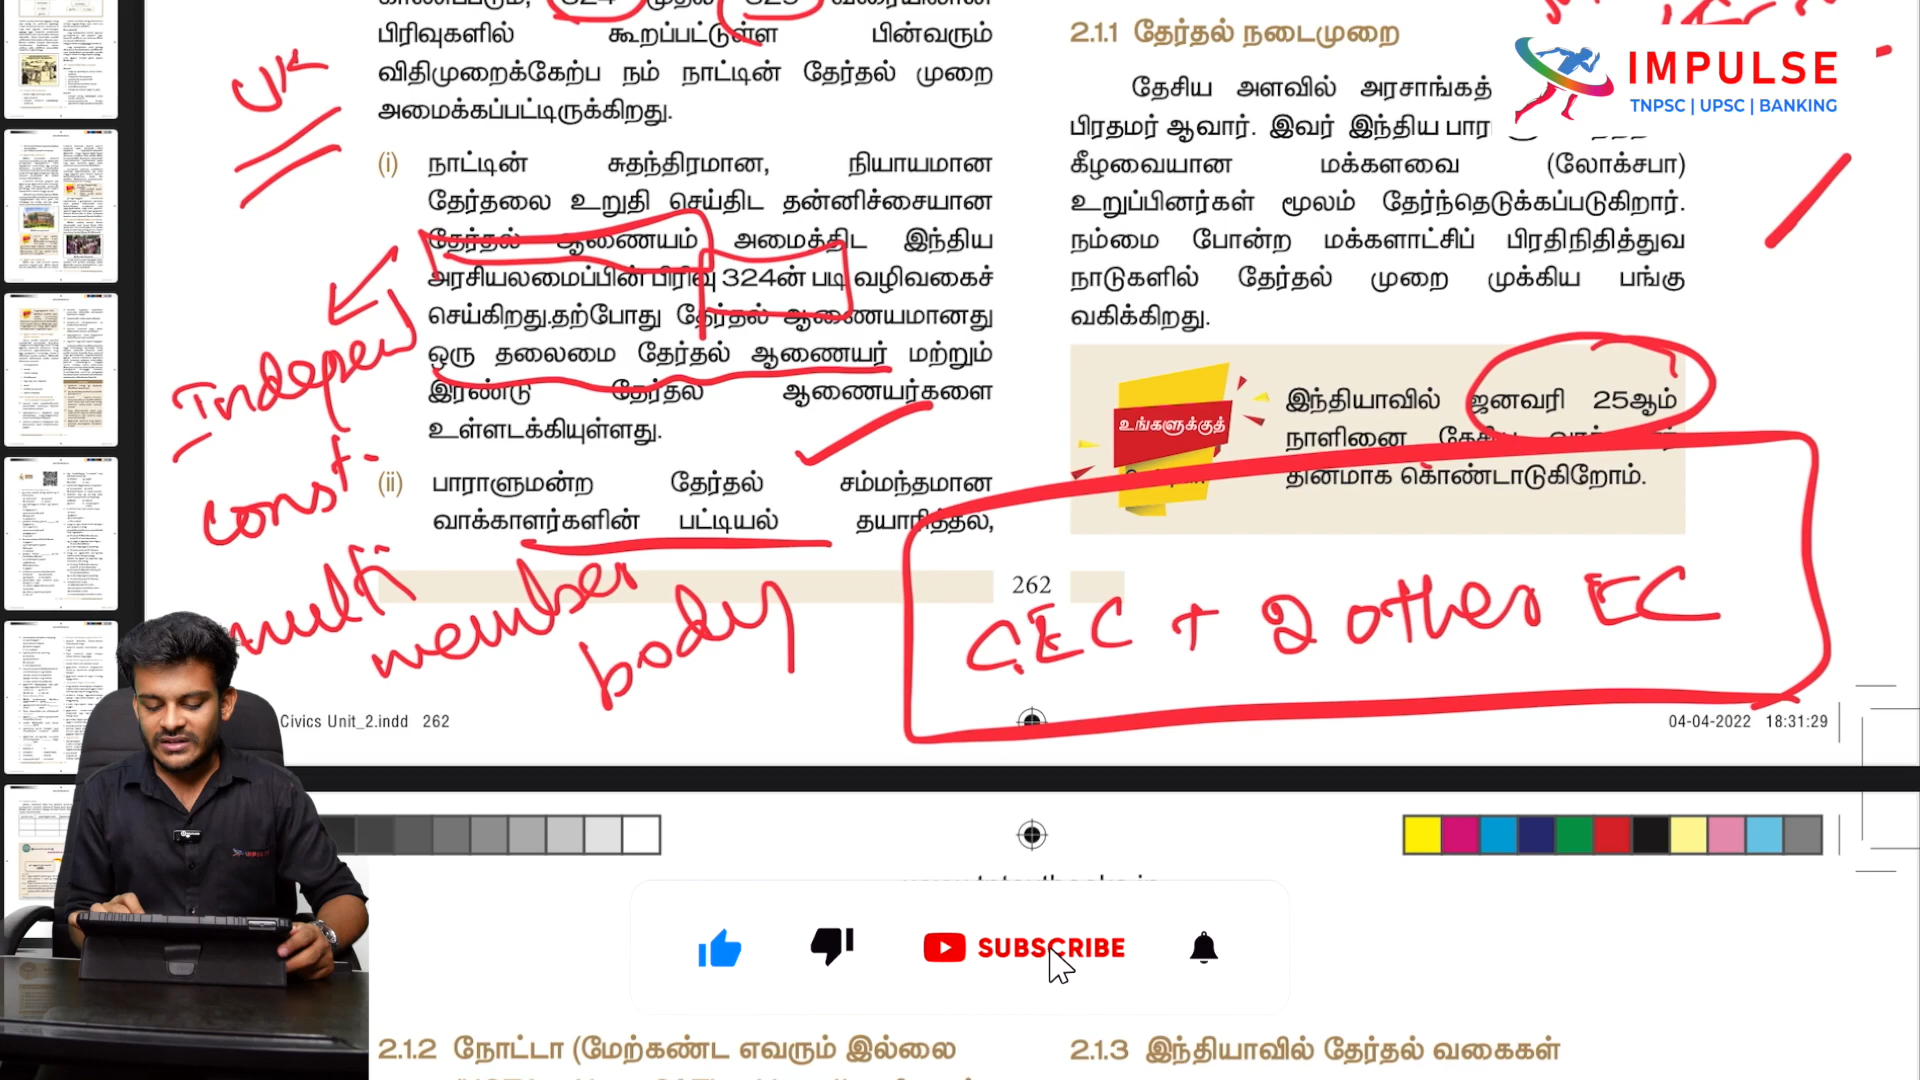 பிரிவுகளில் கூறப்பட்டுள்ள பின்வரும்
விதிமுறைக்கேற்ப நம் நாட்டின் தேர்தல் முறை
அமைக்கப்பட்டிருக்கிறது.
(i) நாட்டின் சுதந்திரமான, நியாயமான
தேர்தலை உறுதி செய்திட தன்னிச்சையான
தேர்தல் ஆணையம் அமைத்திட இந்திய
அரசியலமைப்பின் பிரிவு 324ன் படி வழிவகைச்
செய்கிறது.தற்போது தேர்தல் ஆணையமானது
ஒரு தலைமை தேர்தல் ஆணையர் மற்றும்
இரண்டு தேர்தல் ஆணையர்களை
உள்ளடக்கியுள்ளது.
(ii) பாராளுமன்ற தேர்தல் சம்மந்தமான
வாக்காளர்களின் பட்டியல் தயாரித்தல்,
UK
Indepen
const.
multi
member
body
2.1.1 தேர்தல் நடைமுறை
தேசிய அளவில் அரசாங்கத்
பிரதமர் ஆவார். இவர் இந்திய பார
கீழவையான மக்களவை (லோக்சபா)
உறுப்பினர்கள் மூலம் தேர்ந்தெடுக்கப்படுகிறார்.
நம்மை போன்ற மக்களாட்சிப் பிரதிநிதித்துவ
நாடுகளில் தேர்தல் முறை முக்கிய பங்கு
வகிக்கிறது.
உங்களுக்குத்
இந்தியாவில் ஜனவரி 25ஆம்
நாளினை தேசிய
தினமாக கொண்டாடுகிறோம்.
262
CEC + 2 other EC
Civics Unit_2.indd 262
04-04-2022 18:31:29
IMPULSE
TNPSC | UPSC | BANKING
SUBSCRIBE
2.1.2 நோட்டா (மேற்கண்ட எவரும் இல்லை
2.1.3 இந்தியாவில் தேர்தல் வகைகள்